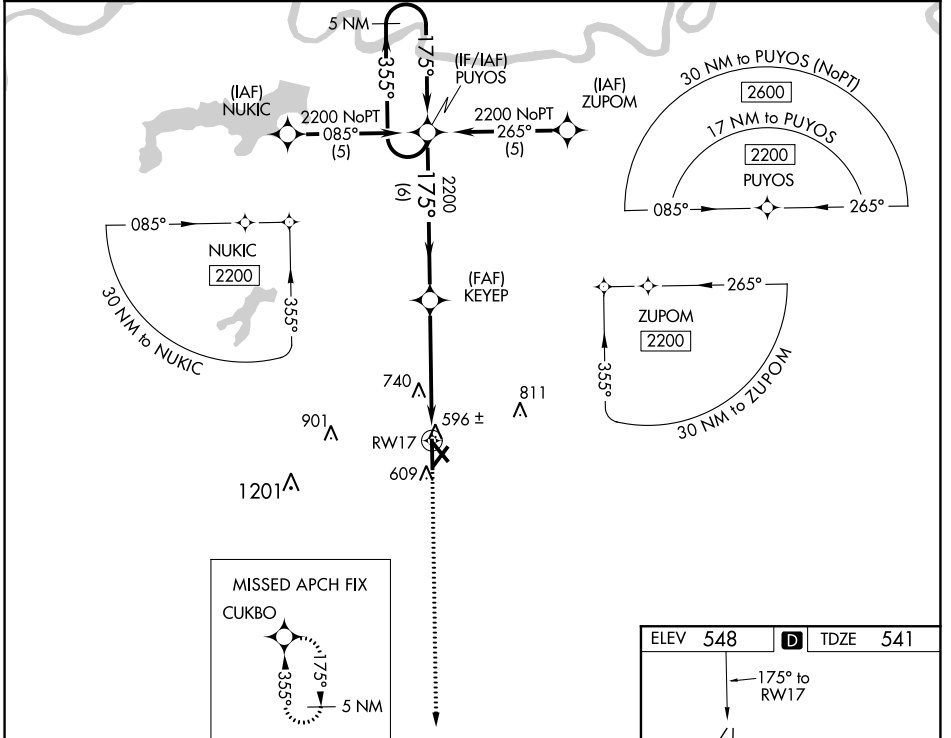 5 NM
175°
355°
(IF/IAF)
PUYOS
(IAF)
NUKIC
(IAF)
ZUPOM
2200 NoPT
085°
(5)
2200 NoPT
265°
(5)
30 NM to PUYOS (NoPT)
2600
17 NM to PUYOS
2200
PUYOS
085°
265°
2200
175°
(6)
085°
NUKIC
2200
355°
30 NM to NUKIC
(FAF)
KEYEP
265°
ZUPOM
2200
355°
30 NM to ZUPOM
740
811
901
596 ±
RW17
609
1201
MISSED APCH FIX
CUKBO
355°
175°
5 NM
ELEV 548 D TDZE 541
175° to
RW17